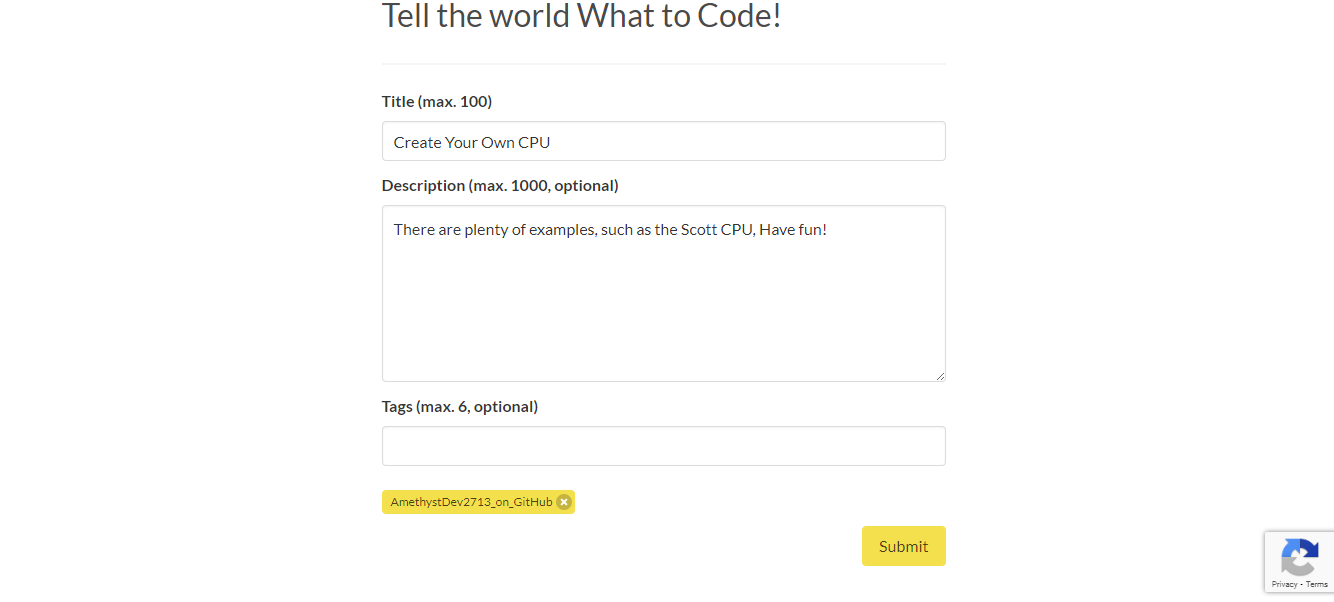 Tell the world What to Code!
Title (max. 100)
Create Your Own CPU
Description (max. 1000, optional)
There are plenty of examples, such as the Scott CPU, Have fun!
Tags (max. 6, optional)
AmethystDev2713_on_GitHub
Submit
Privacy - Terms